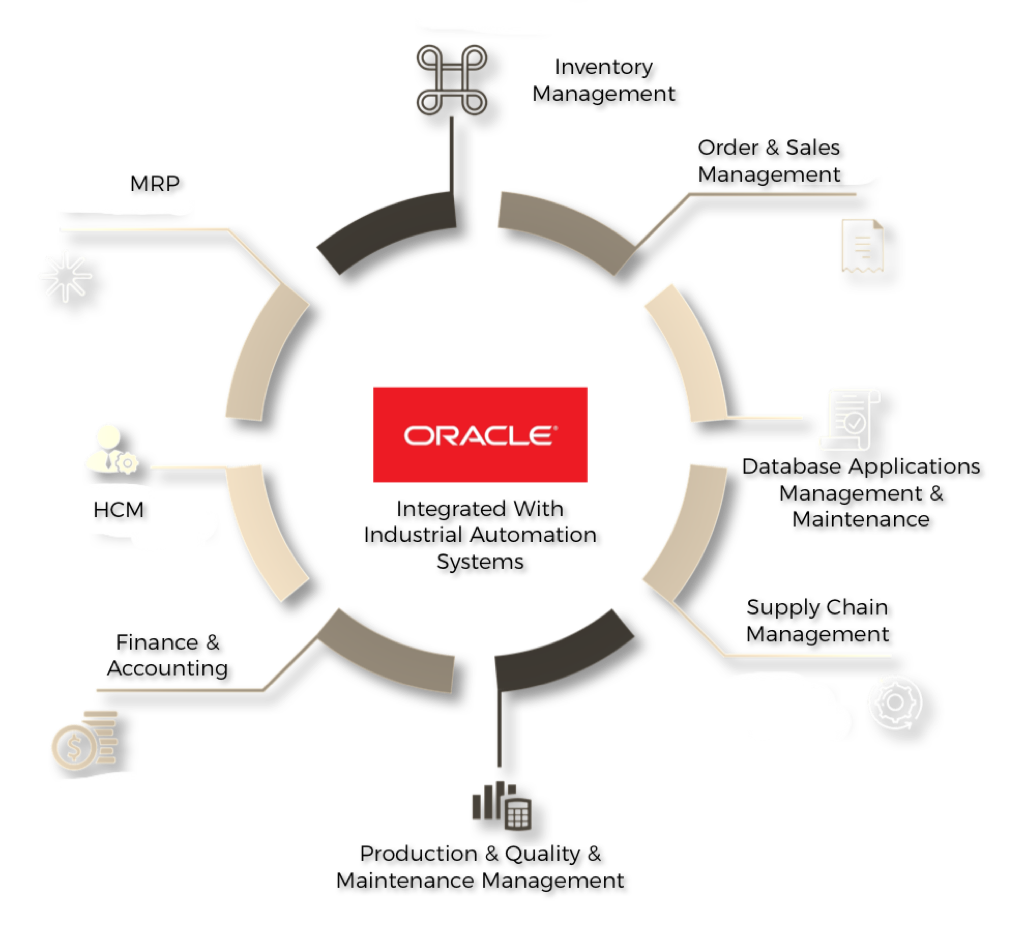 Inventory
Management
Order & Sales
Management
MRP
ORACLE®
Integrated With
Industrial Automation
Systems
Database Applications
Management &
Maintenance
HCM
Supply Chain
Management
Finance &
Accounting
$
Production & Quality &
Maintenance Management